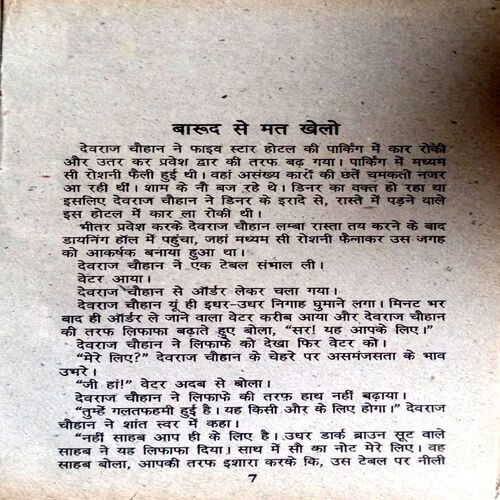 बारूद से मत खेलो
देवराज चौहान ने फाइव स्टार होटल की पार्किंग में कार रोकी
और उतर कर प्रवेश द्वार की तरफ बढ़ गया। पार्किंग में मध्यम
सी रोशनी फैली हुई थी। वहां असंख्य कारों की छतें चमकती नजर
आ रही थीं। शाम के नौ बज रहे थे। डिनर का वक्त हो रहा था
इसलिए देवराज चौहान ने डिनर के इरादे से, रास्ते में पड़ने वाले
इस होटल में कार ला रोकी थी।
भीतर प्रवेश करके देवराज चौहान लम्बा रास्ता तय करने के बाद
डायनिंग हॉल में पहुंचा, जहां मध्यम सी रोशनी फैलाकर उस जगह
को आकर्षक बनाया हुआ था।
देवराज चौहान ने एक टेबल संभाल ली।
वेटर आया।
देवराज चौहान से ऑर्डर लेकर चला गया।
देवराज चौहान यूं ही इधर-उधर निगाह घुमाने लगा। मिनट भर
बाद ही ऑर्डर ले जाने वाला वेटर करीब आया और देवराज चौहान
की तरफ लिफाफा बढ़ाते हुए बोला, “सर! यह आपके लिए।”
देवराज चौहान ने लिफाफे को देखा फिर वेटर को।
“मेरे लिए?” देवराज चौहान के चेहरे पर असमंजसता के भाव
उभरे।
“जी हां!” वेटर अदब से बोला।
देवराज चौहान ने लिफाफे की तरफ़ हाथ नहीं बढ़ाया।
“तुम्हें गलतफहमी हुई है। यह किसी और के लिए होगा।” देवराज
चौहान ने शांत स्वर में कहा।
“नहीं साहब आप ही के लिए है। उधर डार्क ब्राउन सूट वाले
साहब ने यह लिफाफा दिया। साथ में सौ का नोट मेरे लिए। वह
साहब बोला, आपकी तरफ इशारा करके कि, उस टेबल पर नीली
7